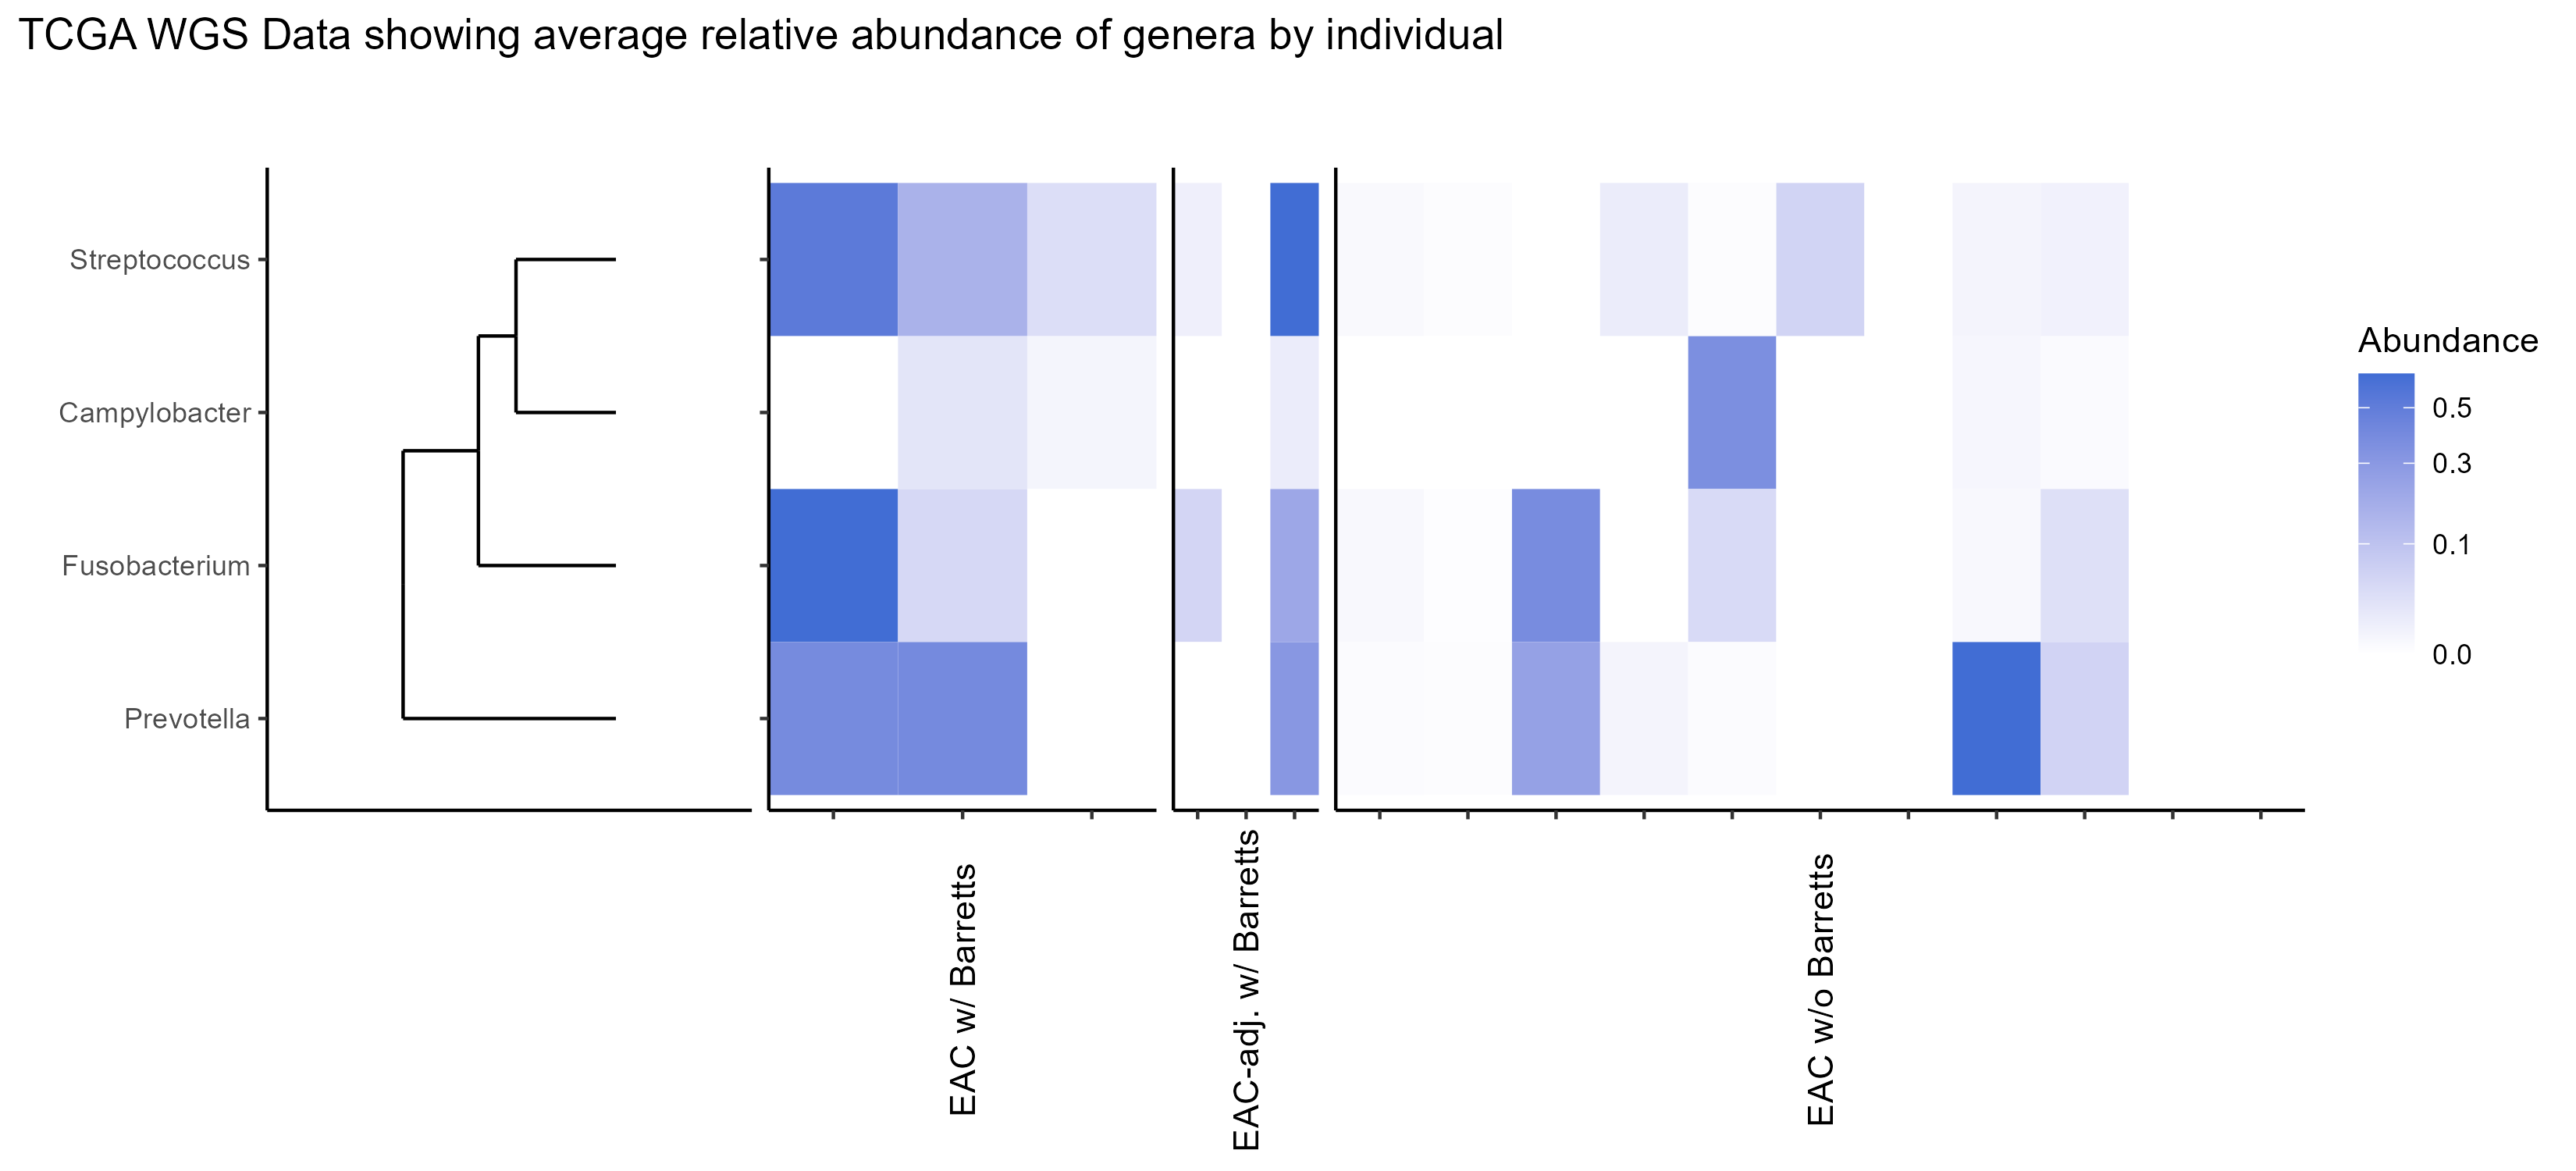 TCGA WGS Data showing average relative abundance of genera by individual
Streptococcus
Campylobacter
Fusobacterium
Prevotella
EAC w/ Barretts
EAC-adj. w/ Barretts
EAC w/o Barretts
Abundance
0.5
0.3
0.1
0.0